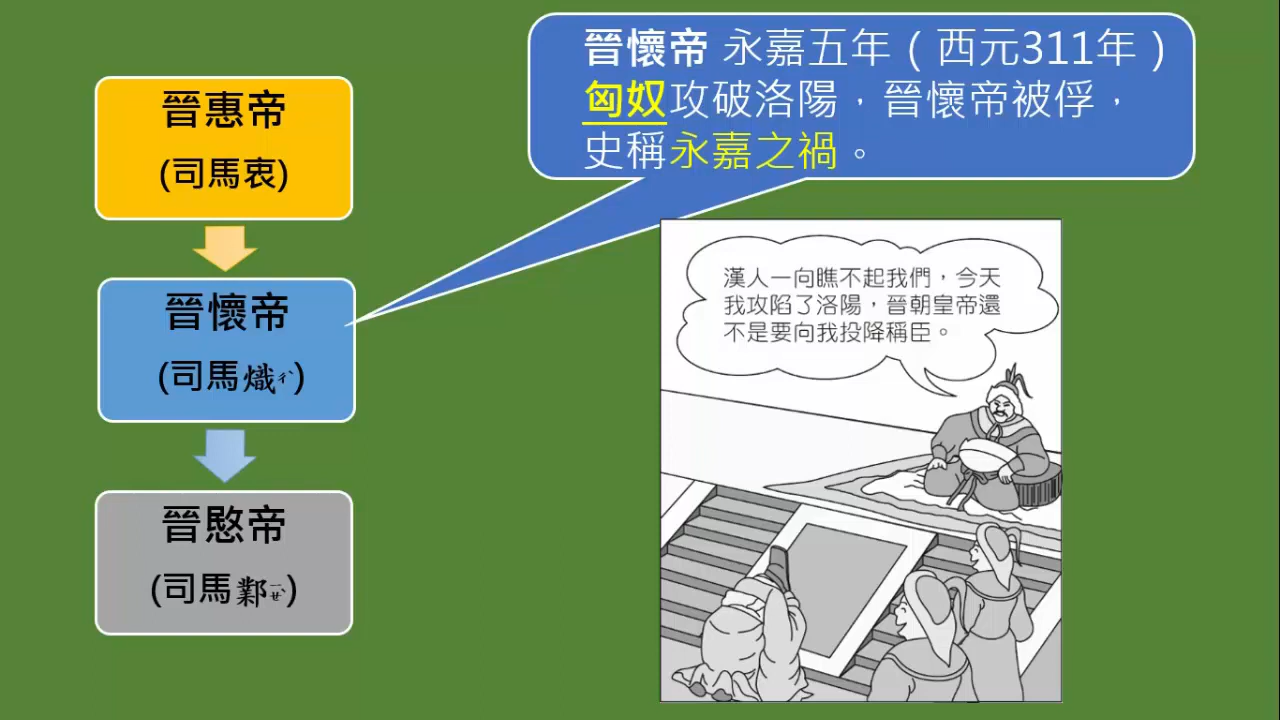 晉惠帝
(司馬衷)
晉懷帝
(司馬熾ㄔˋ)
晉愍帝
(司馬鄴ㄧㄝˋ)
晉懷帝 永嘉五年（西元311年）
匈奴攻破洛陽，晉懷帝被俘，
史稱永嘉之禍。
漢人一向瞧不起我們，今天
我攻陷了洛陽，晉朝皇帝還
不是要向我投降稱臣。